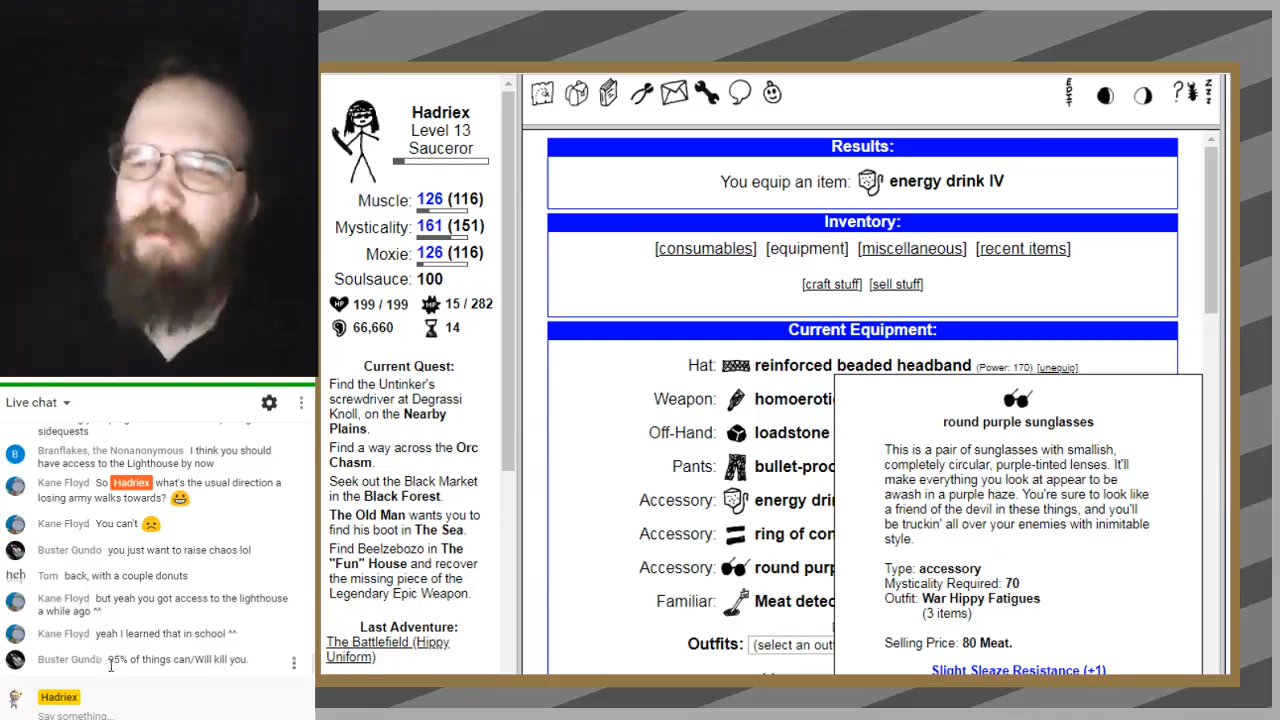 Hadriex
Level 13
Sauceror
Muscle: 126 (116)
Mysticality: 161 (151)
Moxie: 126 (116)
Soulsauce: 100
HP 199 / 199 MP 15 / 282
66,660 14
Current Quest:
Find the Untinker's
screwdriver at Degrassi
Knoll, on the Nearby
Plains.
Find a way across the Orc
Chasm.
Seek out the Black Market
in the Black Forest.
The Old Man wants you to
find his boot in The Sea.
Find Beelzebozo in The
"Fun" House and recover
the missing piece of the
Legendary Epic Weapon.
Last Adventure:
The Battlefield (Hippy
Uniform)
Results:
You equip an item: energy drink IV
Inventory:
[consumables] [equipment] [miscellaneous] [recent items]
[craft stuff] [sell stuff]
Current Equipment:
Hat: reinforced beaded headband (Power: 170) [unequip]
Weapon: homoeroti
Off-Hand: loadstone
Pants: bullet-proo
Accessory: energy drin
Accessory: ring of con
Accessory: round purp
Familiar: Meat detec
Outfits: (select an out
round purple sunglasses
This is a pair of sunglasses with smallish,
completely circular, purple-tinted lenses. It'll
make everything you look at appear to be
awash in a purple haze. You're sure to look like
a friend of the devil in these things, and you'll
be truckin' all over your enemies with inimitable
style.
Type: accessory
Mysticality Required: 70
Outfit: War Hippy Fatigues
(3 items)
Selling Price: 80 Meat.
Slight Sleaze Resistance (+1)
Live chat
sidequests
B Branflakes, the Nonanonymous I think you should
have access to the Lighthouse by now
Kane Floyd So Hadriex what's the usual direction a
losing army walks towards?
Kane Floyd You can't
Buster Gundo you just want to raise chaos lol
heh Tom back, with a couple donuts
Kane Floyd but yeah you got access to the lighthouse
a while ago ^^
Kane Floyd yeah I learned that in school ^^
Buster Gundo 95% of things can/Will kill you.
Hadriex
Say something...